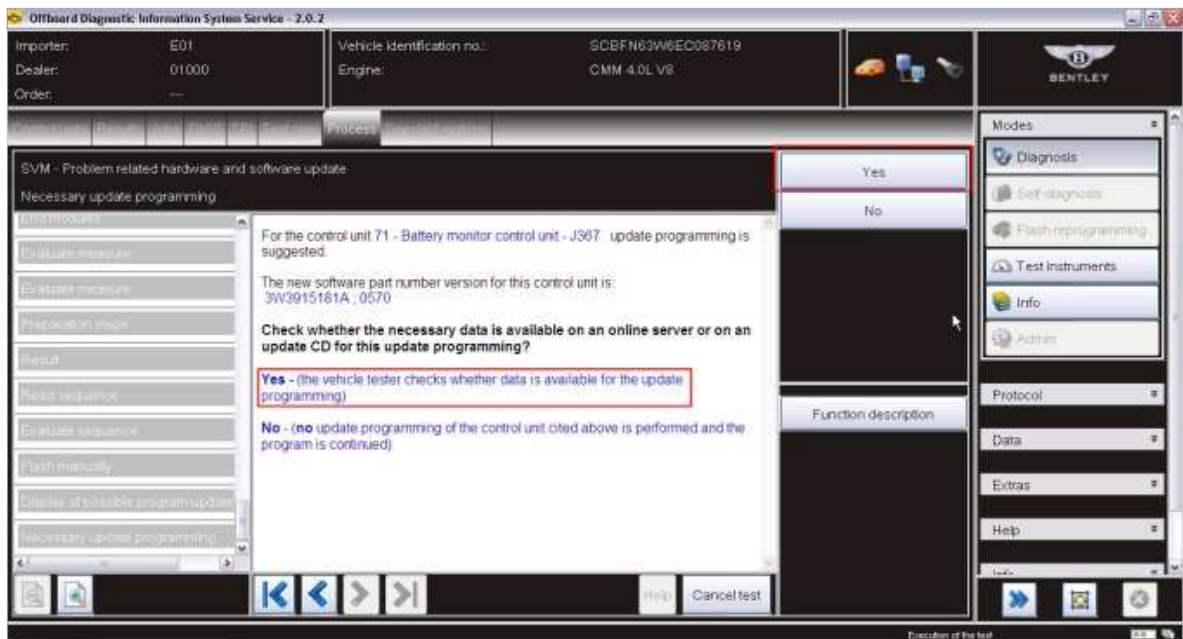 Offboard Diagnostic Information System Service - 2.0.2
Importer: E01
Dealer: 01000
Order: ---
Vehicle identification no.: SCBFN63W6EC087619
Engine: CMM 4.0L V8
BENTLEY
Process
SVM - Problem related hardware and software update
Necessary update programming
Evaluate measure
Evaluate measure
Preparation steps
Result
Read sequence
Evaluate sequence
Flash manually
Display of possible program update
Necessary update programming
For the control unit 71 - Battery monitor control unit - J367 update programming is
suggested.
The new software part number version for this control unit is:
3W3915181A ; 0570
Check whether the necessary data is available on an online server or on an
update CD for this update programming?
Yes - (the vehicle tester checks whether data is available for the update
programming)
No - (no update programming of the control unit cited above is performed and the
program is continued)
Help
Cancel test
Yes
No
Function description
Modes
Diagnosis
Self-diagnosis
Flash reprogramming
Test instruments
Info
Admin
Protocol
Data
Extras
Help
Info
Execution of the test